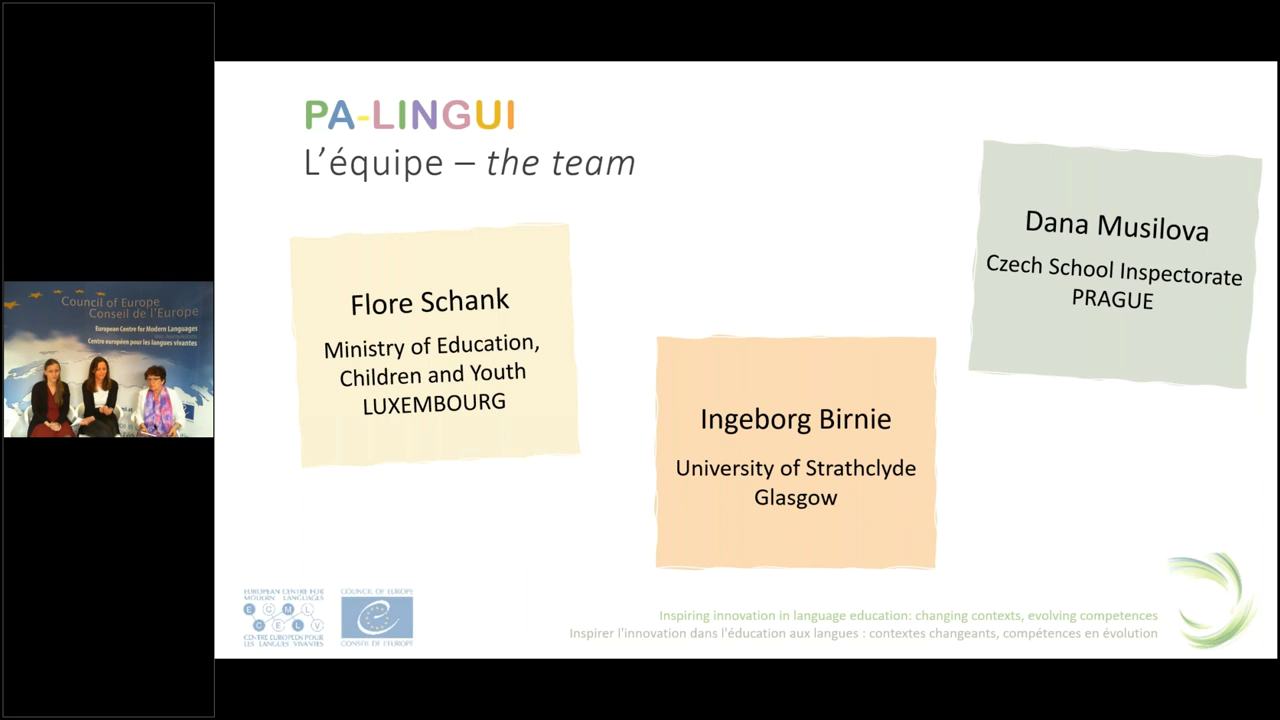 PA-LINGUI
L’équipe – the team
Flore Schank
Ministry of Education,
Children and Youth
LUXEMBOURG
Ingeborg Birnie
University of Strathclyde
Glasgow
Dana Musilova
Czech School Inspectorate
PRAGUE
Council of Europe
Conseil de l'Europe
European Centre for Modern Languages
Centre européen pour les langues vivantes
EUROPEAN CENTRE FOR
MODERN LANGUAGES
E C M L
C E L V
CENTRE EUROPEEN POUR
LES LANGUES VIVANTES
COUNCIL OF EUROPE
CONSEIL DE L'EUROPE
Inspiring innovation in language education: changing contexts, evolving competences
Inspirer l'innovation dans l'éducation aux langues : contextes changeants, compétences en évolution